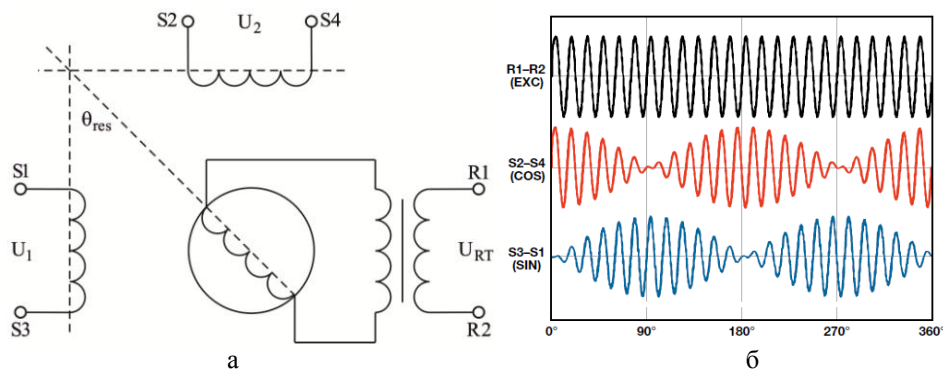 S2 U2 S4
θres
S1
U1
S3
R1
URT
R2
а
R1–R2
(EXC)
S2–S4
(COS)
S3–S1
(SIN)
0° 90° 180° 270° 360°
б